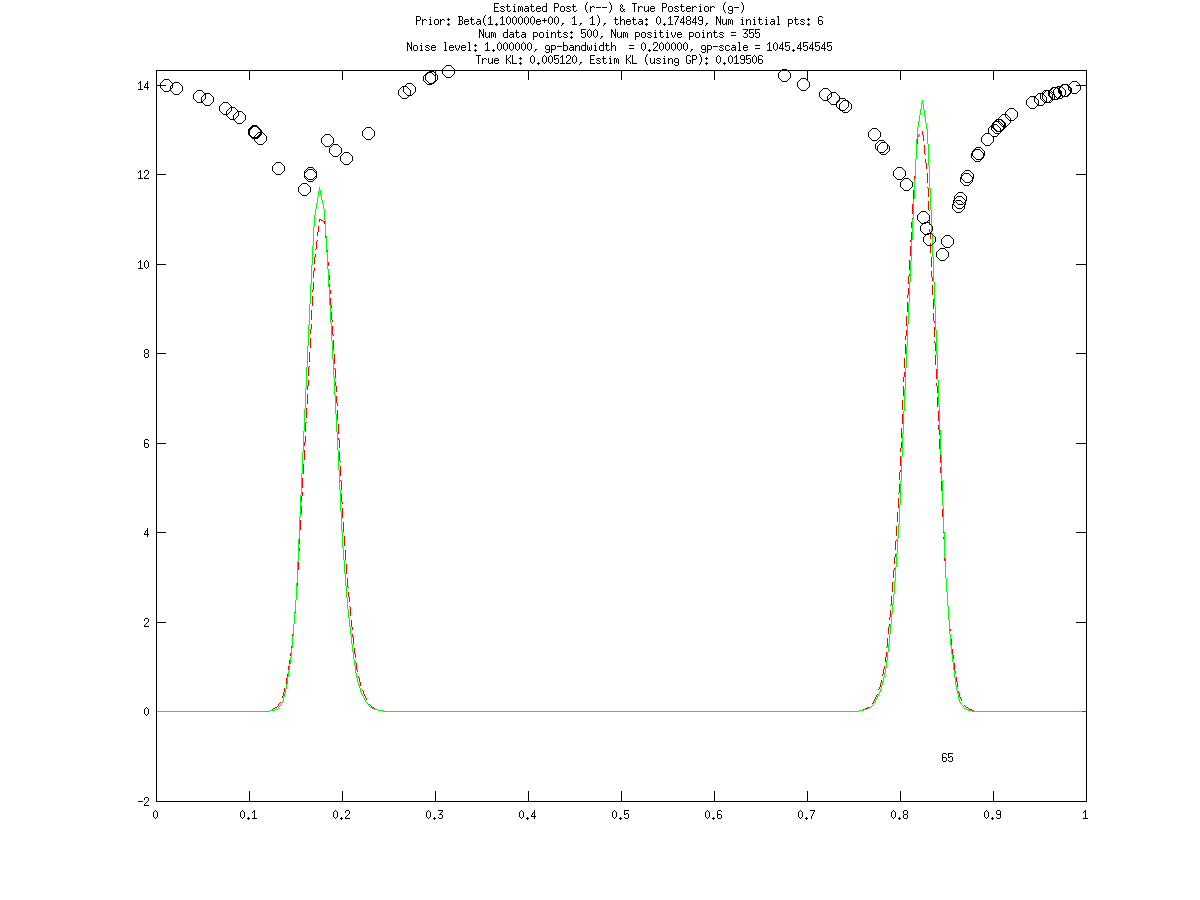 Estimated Post (r--) & True Posterior (g-)
Prior: Beta(1.100000e+00, 1, 1), theta: 0.174849, Num initial pts: 6
Num data points: 500, Num positive points = 355
Noise level: 1.000000, gp-bandwidth  = 0.200000, gp-scale = 1045.454545
True KL: 0.005120, Estim KL (using GP): 0.019506
14
12
10
8
6
4
2
0
65
-2
0 0.1 0.2 0.3 0.4 0.5 0.6 0.7 0.8 0.9 1